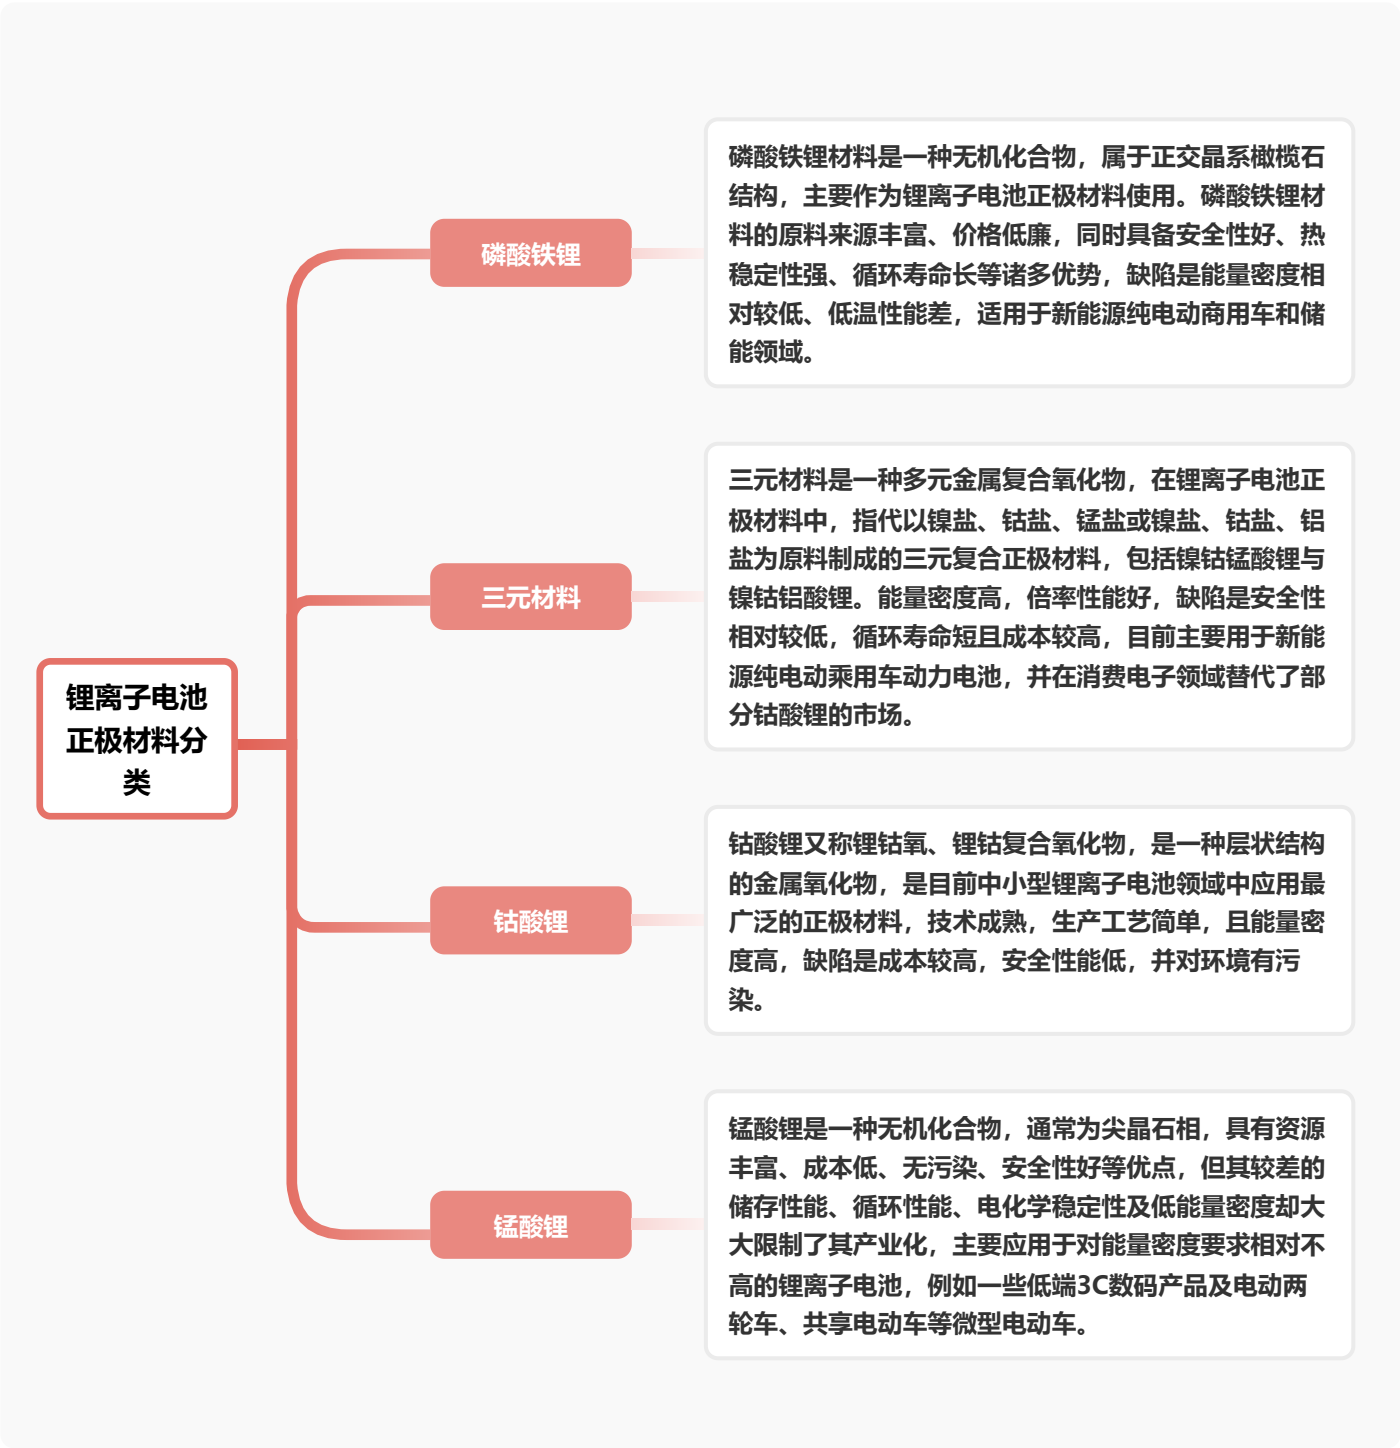 锂离子电池
正极材料分
类
磷酸铁锂
磷酸铁锂材料是一种无机化合物，属于正交晶系橄榄石
结构，主要作为锂离子电池正极材料使用。磷酸铁锂材
料的原料来源丰富、价格低廉，同时具备安全性好、热
稳定性强、循环寿命长等诸多优势，缺陷是能量密度相
对较低、低温性能差，适用于新能源纯电动商用车和储
能领域。
三元材料
三元材料是一种多元金属复合氧化物，在锂离子电池正
极材料中，指代以镍盐、钴盐、锰盐或镍盐、钴盐、铝
盐为原料制成的三元复合正极材料，包括镍钴锰酸锂与
镍钴铝酸锂。能量密度高，倍率性能好，缺陷是安全性
相对较低，循环寿命短且成本较高，目前主要用于新能
源纯电动乘用车动力电池，并在消费电子领域替代了部
分钴酸锂的市场。
钴酸锂
钴酸锂又称锂钴氧、锂钴复合氧化物，是一种层状结构
的金属氧化物，是目前中小型锂离子电池领域中应用最
广泛的正极材料，技术成熟，生产工艺简单，且能量密
度高，缺陷是成本较高，安全性能低，并对环境有污
染。
锰酸锂
锰酸锂是一种无机化合物，通常为尖晶石相，具有资源
丰富、成本低、无污染、安全性好等优点，但其较差的
储存性能、循环性能、电化学稳定性及低能量密度却大
大限制了其产业化，主要应用于对能量密度要求相对不
高的锂离子电池，例如一些低端3C数码产品及电动两
轮车、共享电动车等微型电动车。